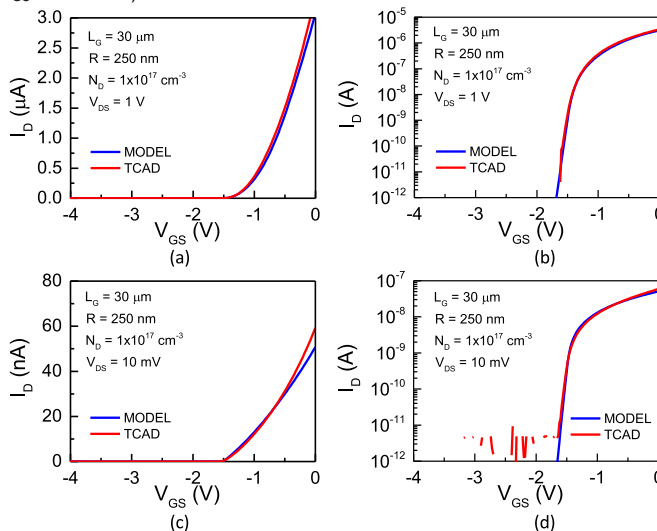 3.0
2.5
2.0
1.5
1.0
0.5
0.0
I_D (μA)
L_G = 30 μm
R = 250 nm
N_D = 1x10^17 cm^-3
V_DS = 1 V
MODEL
TCAD
-4 -3 -2 -1 0
V_GS (V)
(a)
10^-5
10^-6
10^-7
10^-8
10^-9
10^-10
10^-11
10^-12
I_D (A)
L_G = 30 μm
R = 250 nm
N_D = 1x10^17 cm^-3
V_DS = 1 V
MODEL
TCAD
-4 -3 -2 -1 0
V_GS (V)
(b)
80
60
40
20
0
I_D (nA)
L_G = 30 μm
R = 250 nm
N_D = 1x10^17 cm^-3
V_DS = 10 mV
MODEL
TCAD
-4 -3 -2 -1 0
V_GS (V)
(c)
10^-7
10^-8
10^-9
10^-10
10^-11
10^-12
I_D (A)
L_G = 30 μm
R = 250 nm
N_D = 1x10^17 cm^-3
V_DS = 10 mV
MODEL
TCAD
-4 -3 -2 -1 0
V_GS (V)
(d)